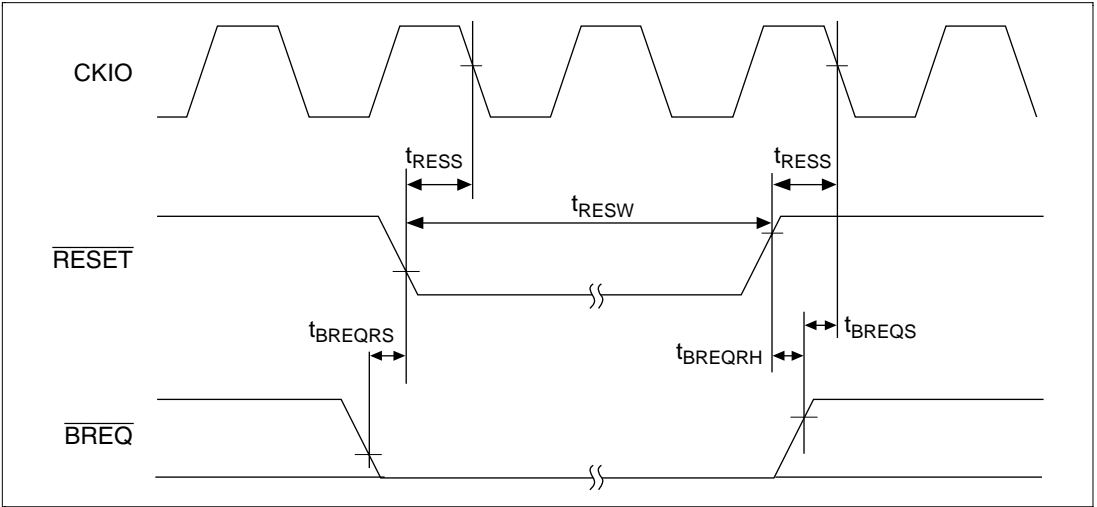 CKIO
tRESS
tRESS
tRESW
RESET
tBREQRS
tBREQS
tBREQRH
BREQ